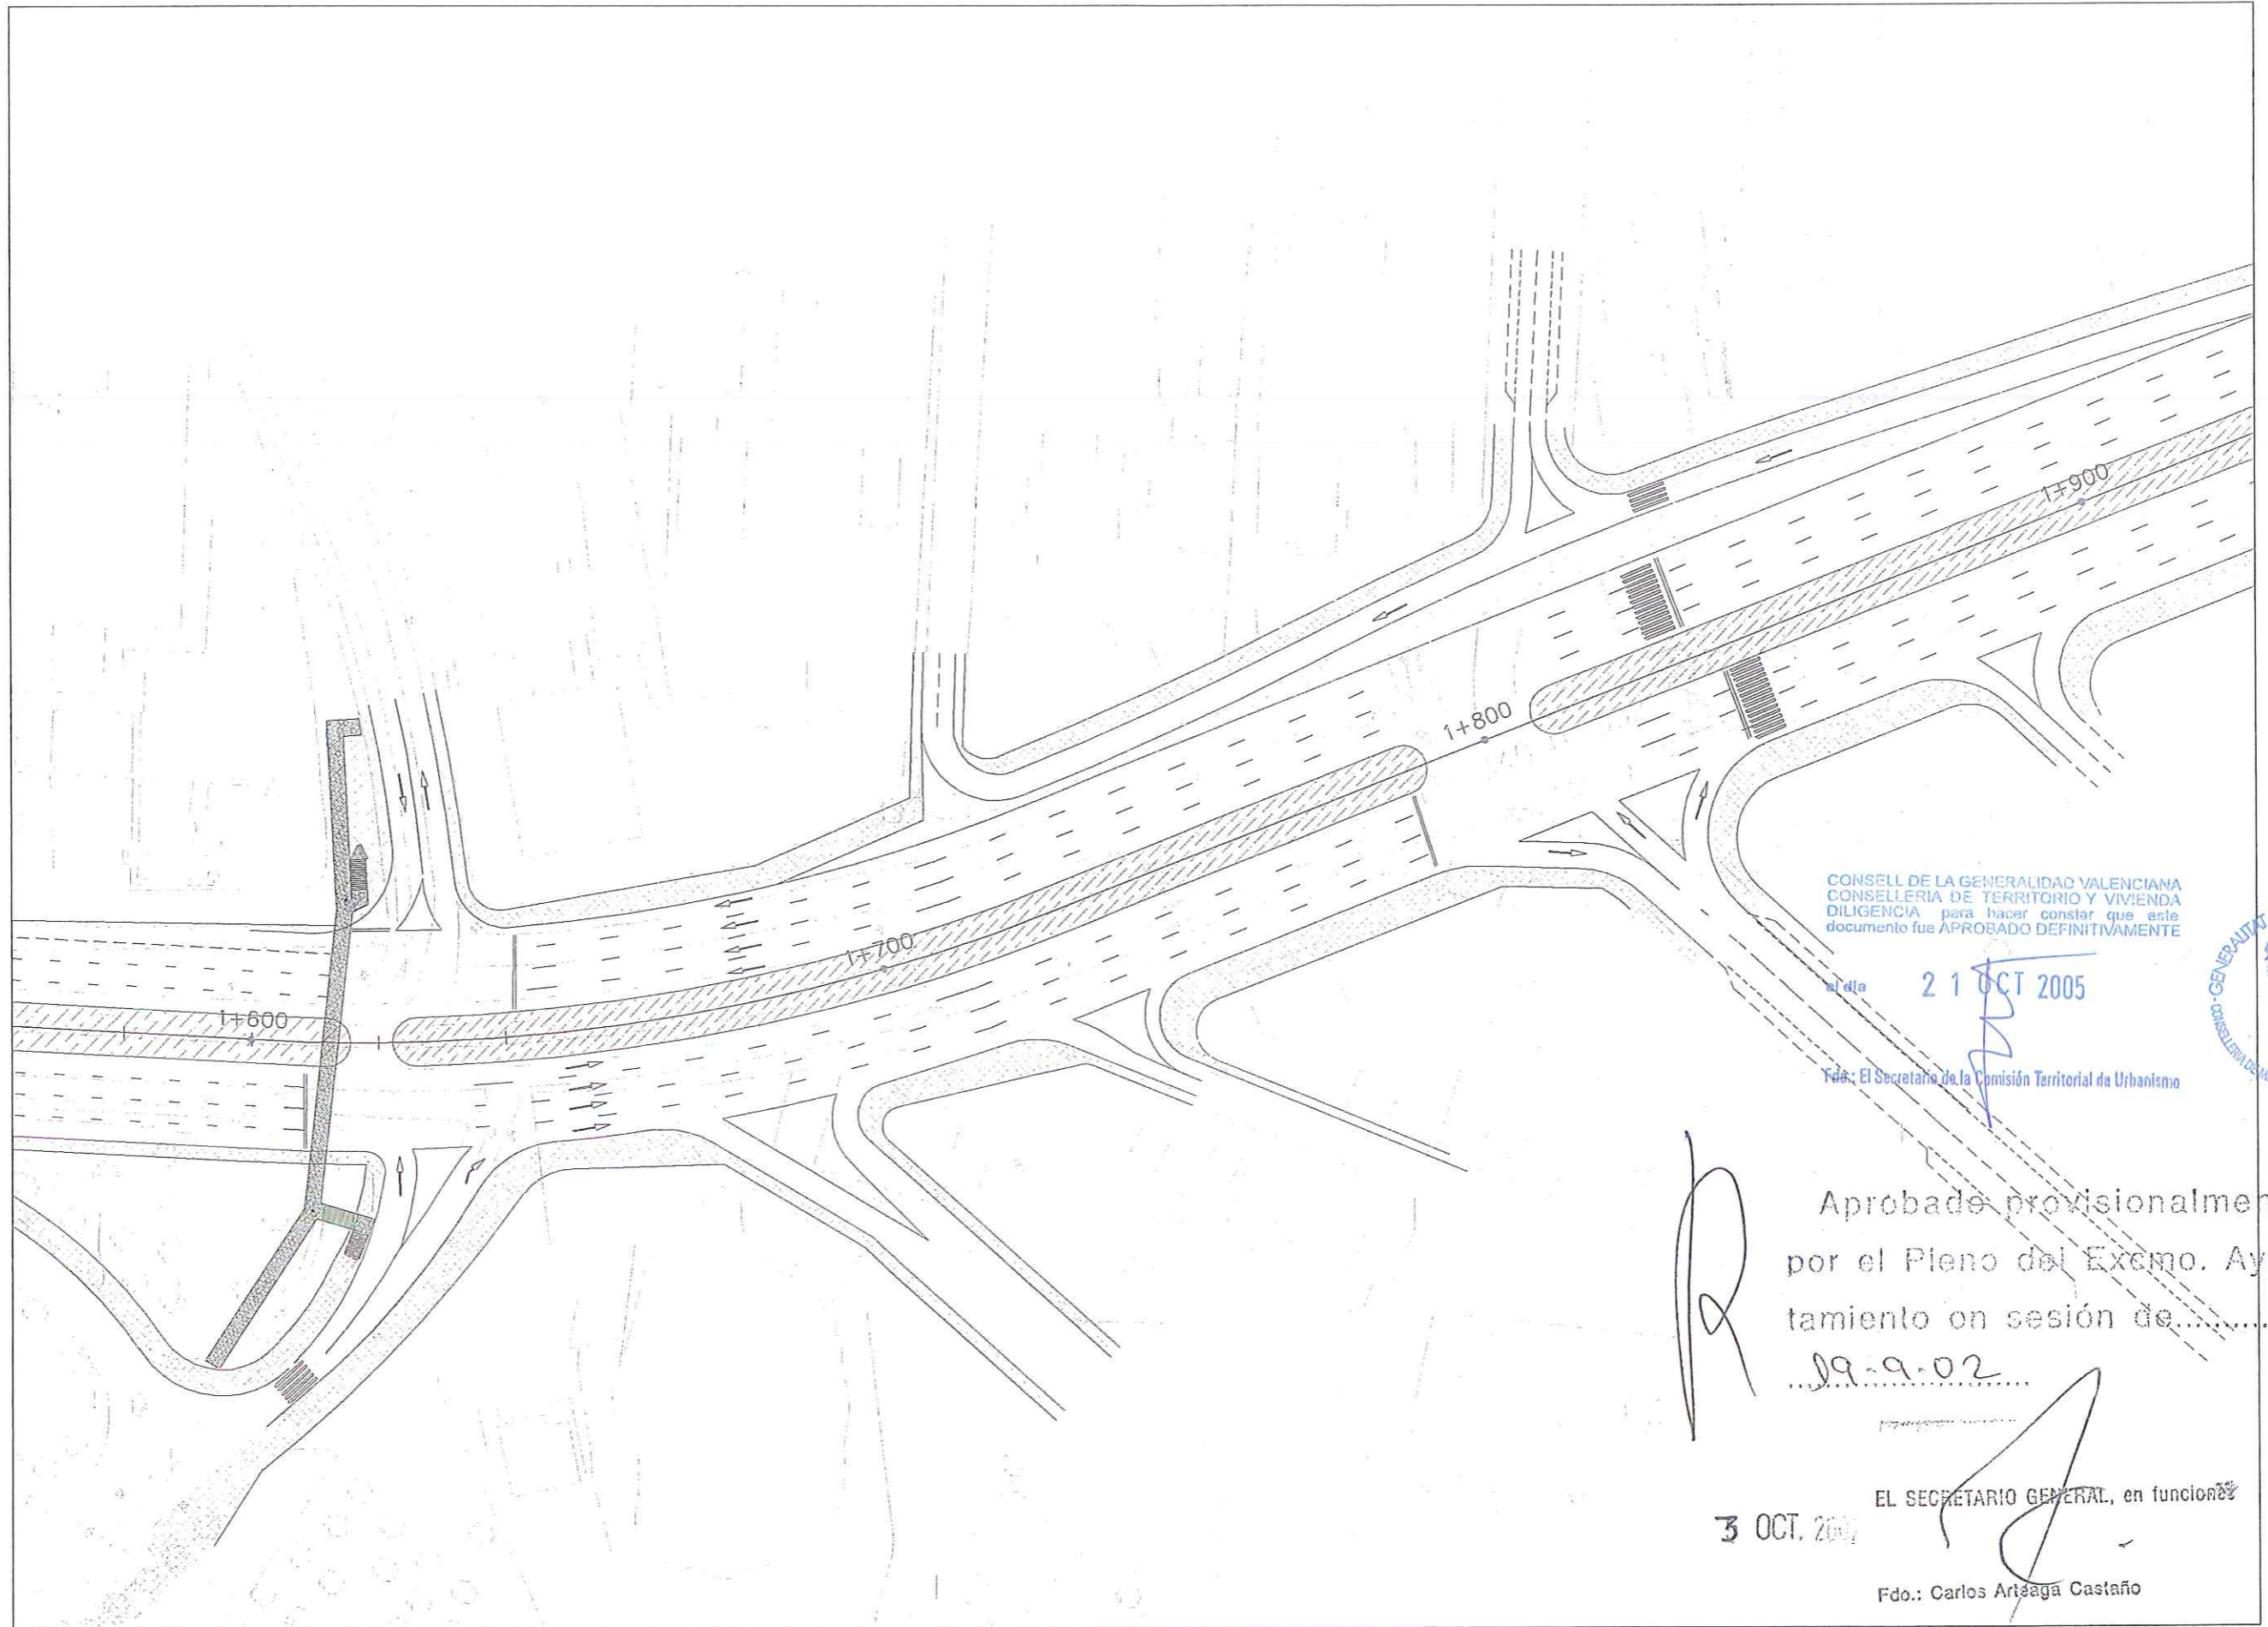 1+900
1+800
1+700
1+600
CONSELL DE LA GENERALIDAD VALENCIANA
CONSELLERIA DE TERRITORIO Y VIVIENDA
DILIGENCIA para hacer constar que este
documento fue APROBADO DEFINITIVAMENTE
el día 21 OCT 2005
Fdo.: El Secretario de la Comisión Territorial de Urbanismo
GENERALITAT
Aprobado provisionalmen
por el Pleno del Excmo. Ay
tamiento en sesión de..........
19-9-02
EL SECRETARIO GENERAL, en funciones
3 OCT.
Fdo.: Carlos Arteaga Castaño